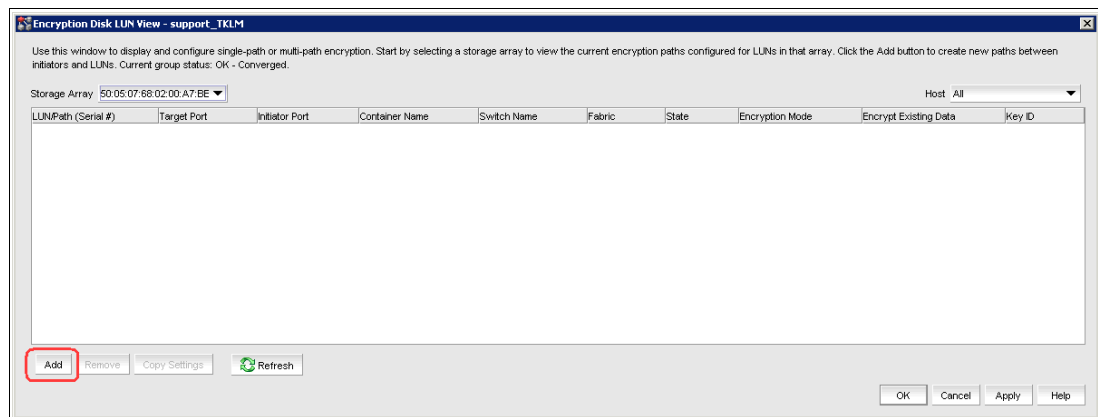 Encryption Disk LUN View - support_TKLM
Use this window to display and configure single-path or multi-path encryption. Start by selecting a storage array to view the current encryption paths configured for LUNs in that array. Click the Add button to create new paths between
initiators and LUNs. Current group status: OK - Converged.
Storage Array 50:05:07:68:02:00:A7:BE Host All
LUN/Path (Serial #) Target Port Initiator Port Container Name Switch Name Fabric State Encryption Mode Encrypt Existing Data Key ID
Add Remove Copy Settings Refresh
OK Cancel Apply Help